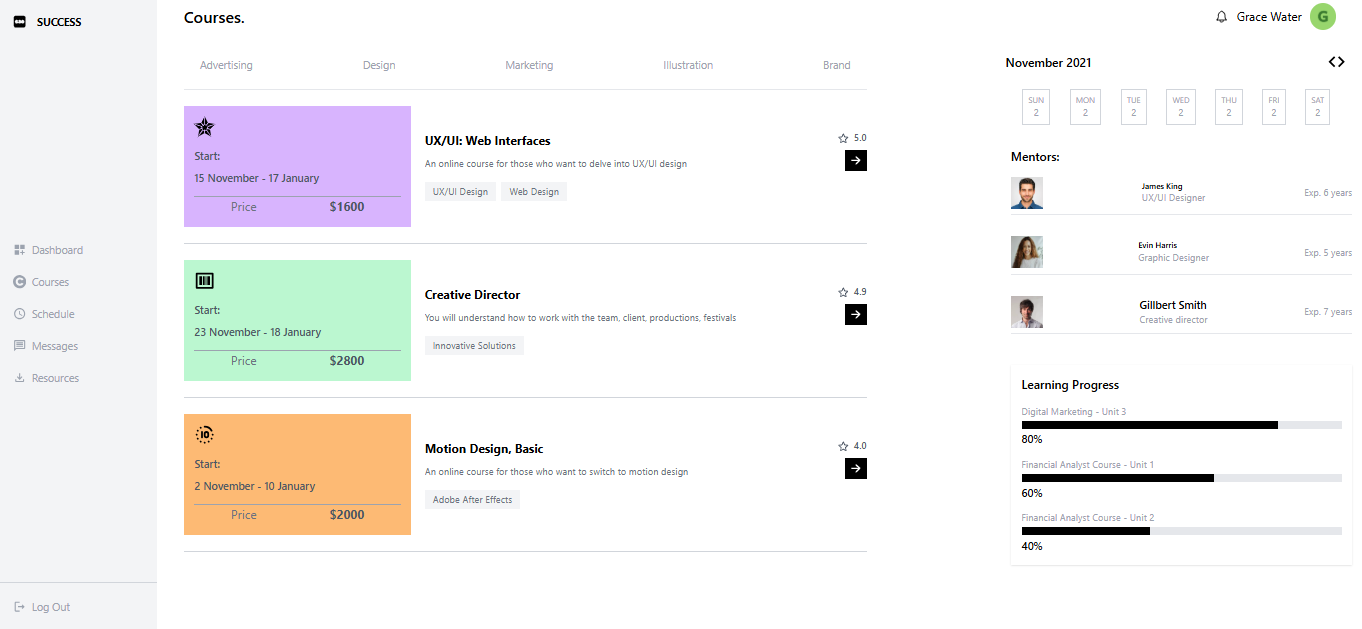 SUCCESS
Dashboard
Courses
Schedule
Messages
Resources
Log Out
Courses.
Grace Water G
Advertising Design Marketing Illustration Brand
Start:
15 November - 17 January
Price $1600
UX/UI: Web Interfaces
An online course for those who want to delve into UX/UI design
UX/UI Design Web Design
5.0
Start:
23 November - 18 January
Price $2800
Creative Director
You will understand how to work with the team, client, productions, festivals
Innovative Solutions
4.9
10
Start:
2 November - 10 January
Price $2000
Motion Design, Basic
An online course for those who want to switch to motion design
Adobe After Effects
4.0
November 2021
SUN MON TUE WED THU FRI SAT
2 2 2 2 2 2 2
Mentors:
James King
UX/UI Designer
Exp. 6 years
Evin Harris
Graphic Designer
Exp. 5 years
Gillbert Smith
Creative director
Exp. 7 years
Learning Progress
Digital Marketing - Unit 3
80%
Financial Analyst Course - Unit 1
60%
Financial Analyst Course - Unit 2
40%